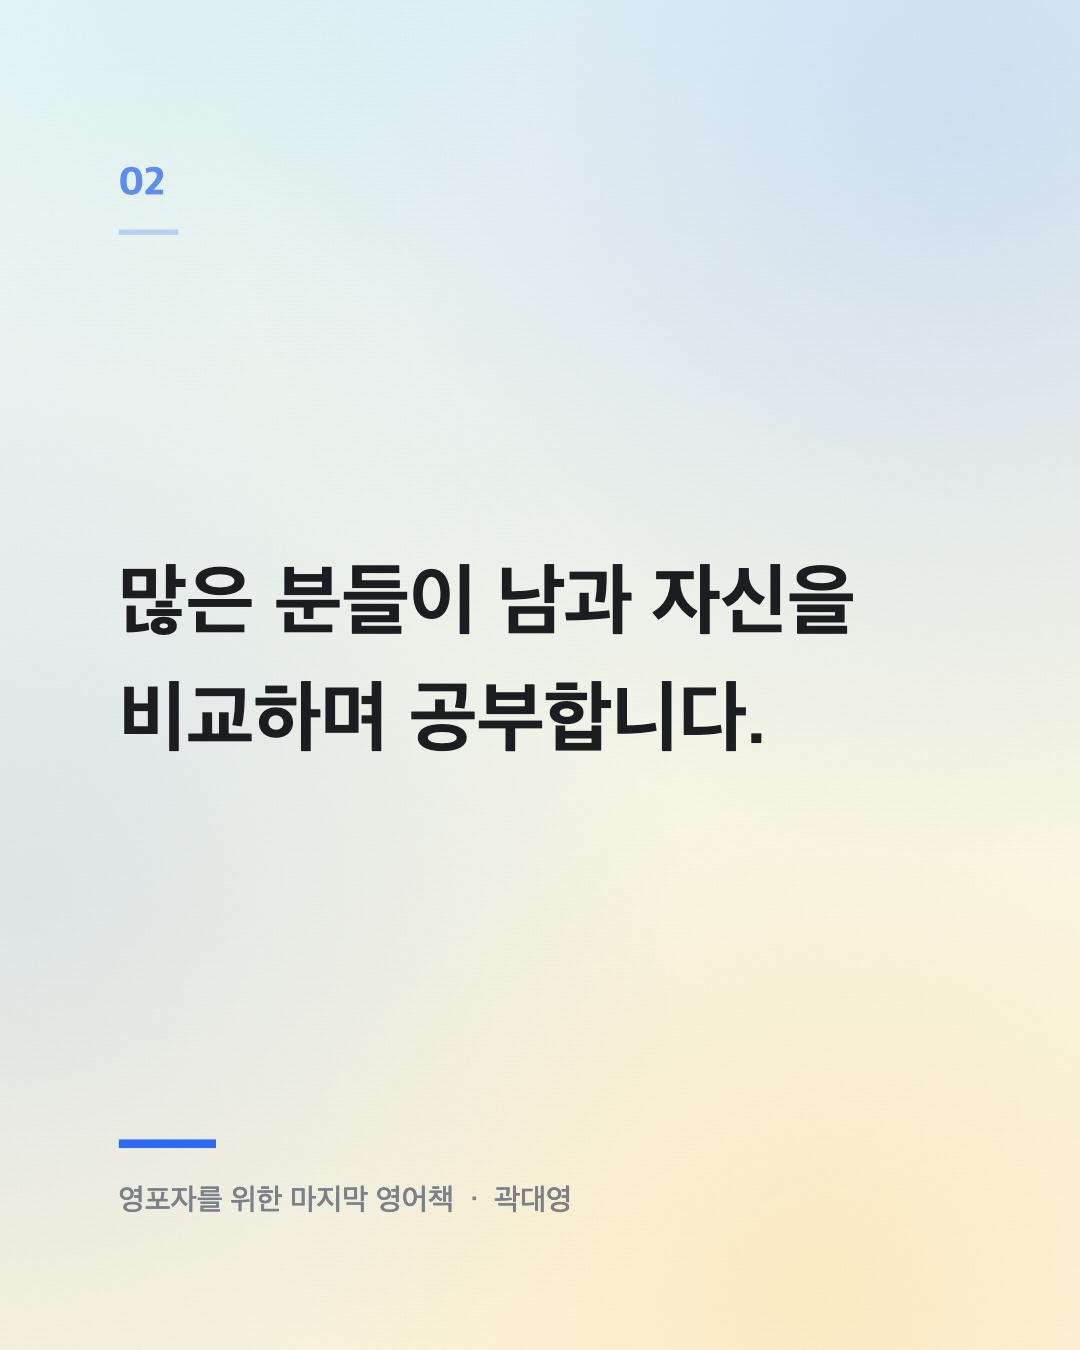 02
많은 분들이 남과 자신을
비교하며 공부합니다.
영포자를 위한 마지막 영어책 · 곽대영